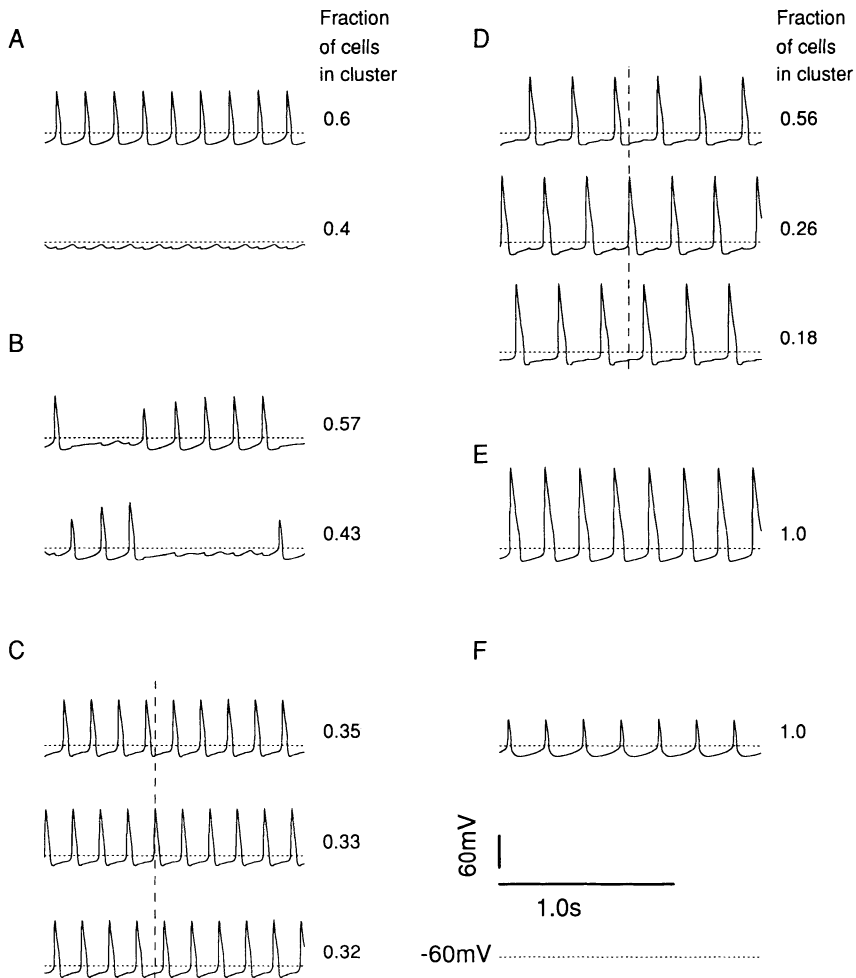 A
Fraction
of cells
in cluster
0.6
0.4
B
0.57
0.43
C
0.35
0.33
0.32
D
Fraction
of cells
in cluster
0.56
0.26
0.18
E
1.0
F
1.0
60mV
1.0s
-60mV